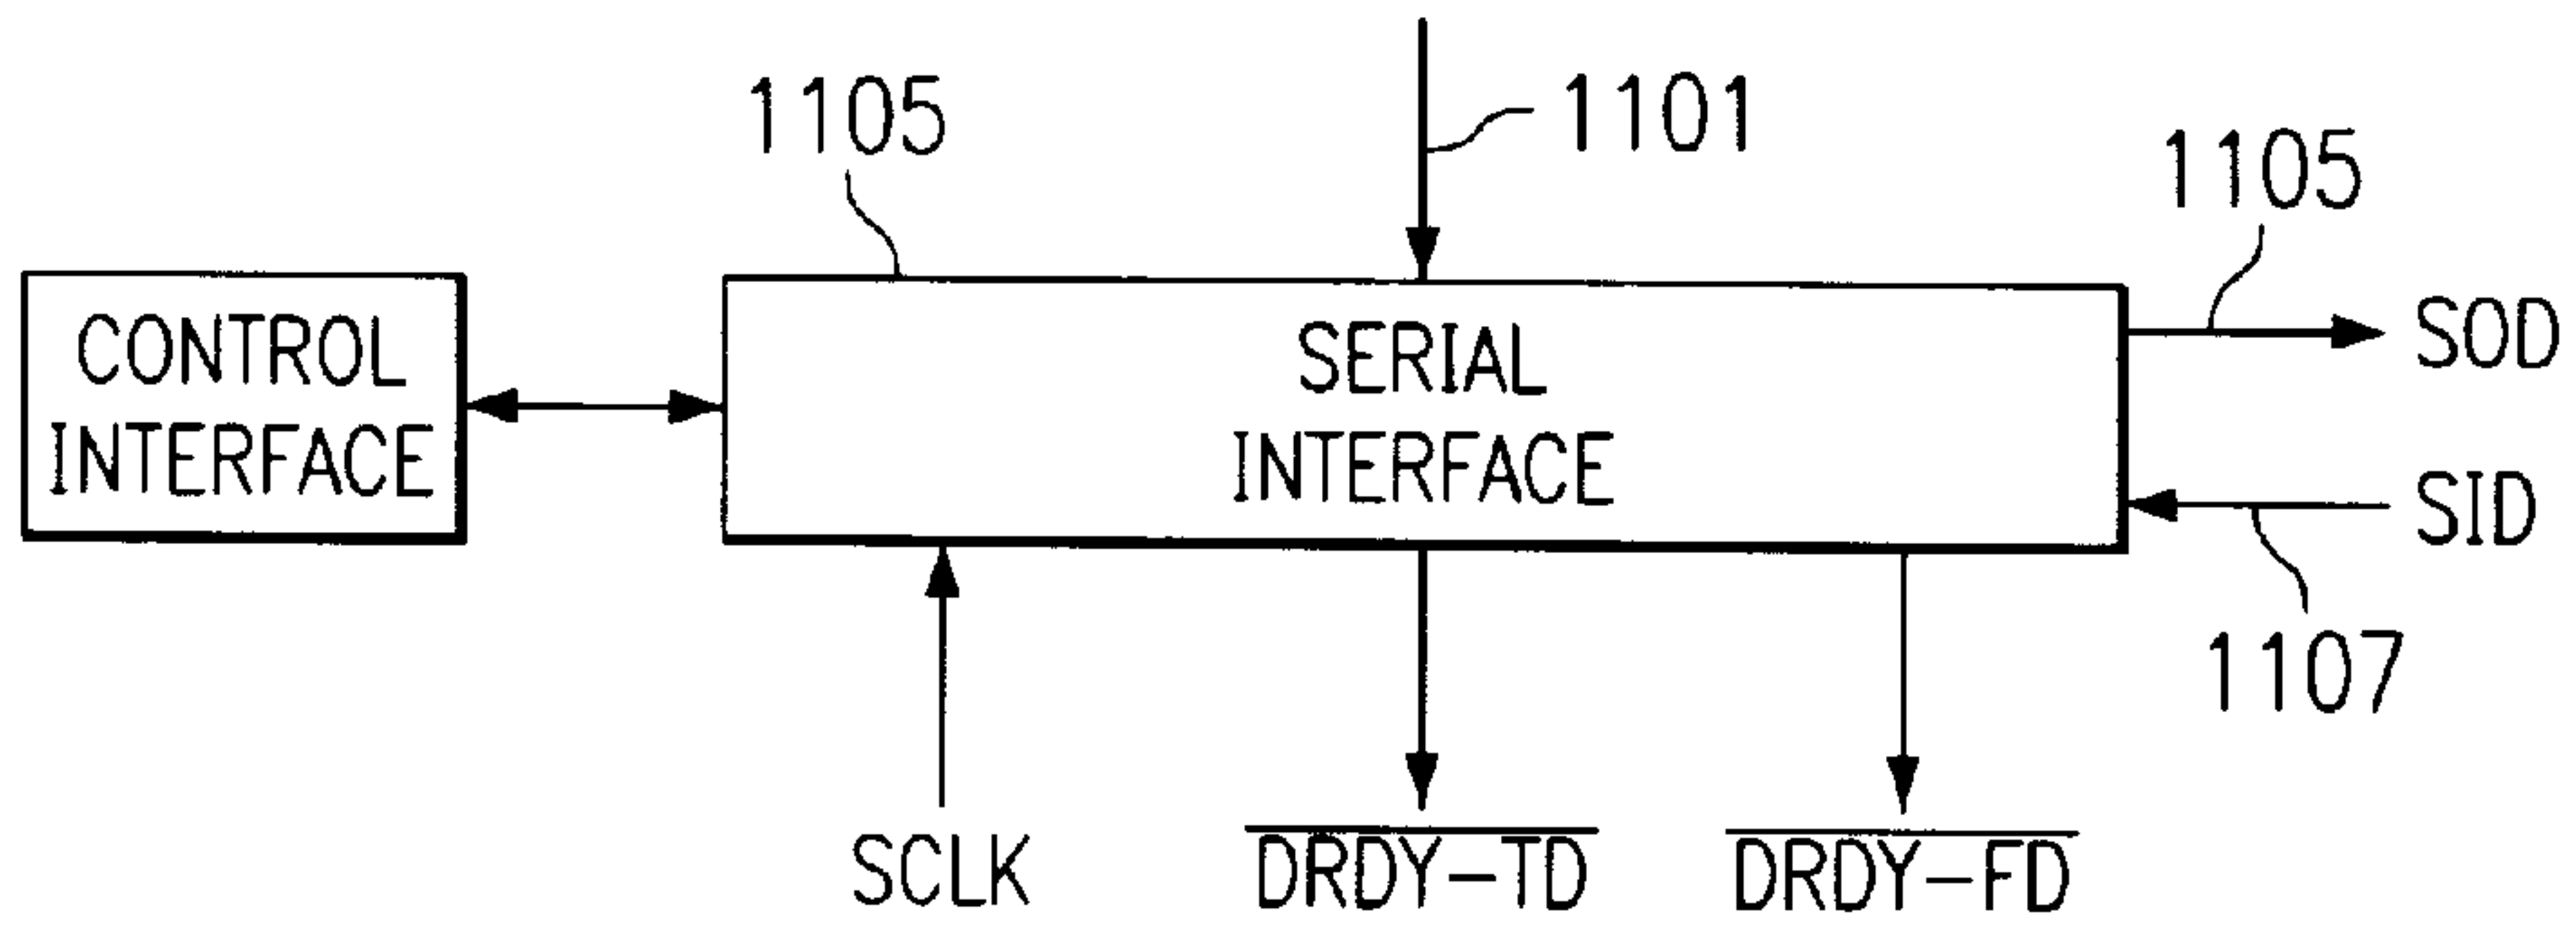 1105
1101
1105
CONTROL
INTERFACE
SERIAL
INTERFACE
SOD
SID
1107
SCLK
DRDY-TD
DRDY-FD